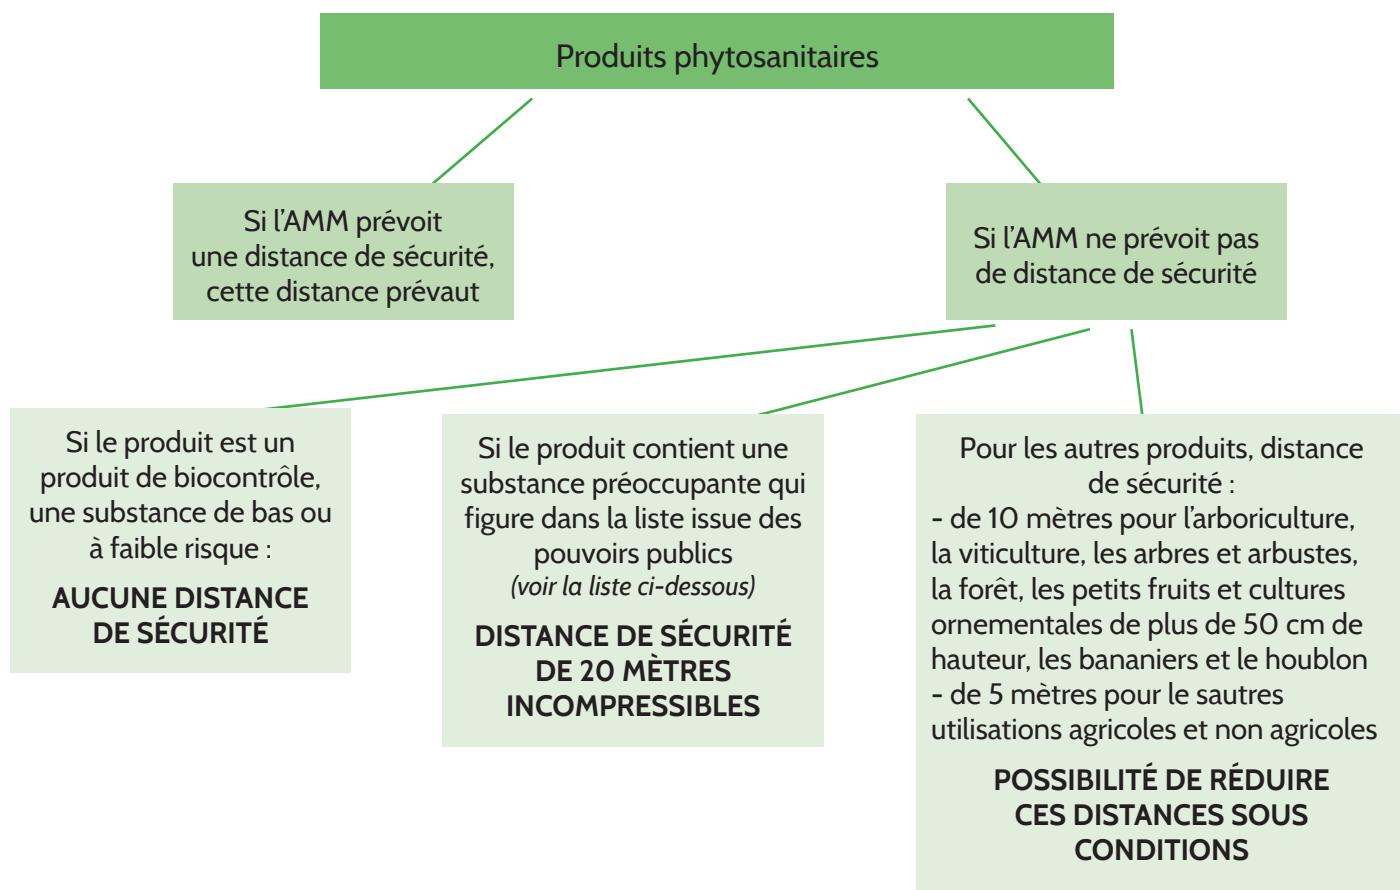 Produits phytosanitaires
Si l'AMM prévoit
une distance de sécurité,
cette distance prévaut
Si l'AMM ne prévoit pas
de distance de sécurité
Si le produit est un
produit de biocontrôle,
une substance de bas ou
à faible risque :
AUCUNE DISTANCE
DE SÉCURITÉ
Si le produit contient une
substance préoccupante qui
figure dans la liste issue des
pouvoirs publics
(voir la liste ci-dessous)
DISTANCE DE SÉCURITÉ
DE 20 MÈTRES
INCOMPRESSIBLES
Pour les autres produits, distance
de sécurité :
- de 10 mètres pour l'arboriculture,
la viticulture, les arbres et arbustes,
la forêt, les petits fruits et cultures
ornementales de plus de 50 cm de
hauteur, les bananiers et le houblon
- de 5 mètres pour le sautres
utilisations agricoles et non agricoles
POSSIBILITÉ DE RÉDUIRE
CES DISTANCES SOUS
CONDITIONS